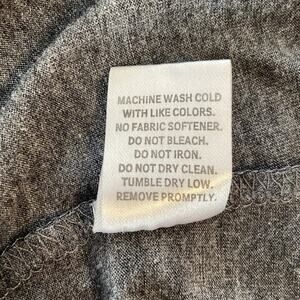 MACHINE WASH COLD
WITH LIKE COLORS.
NO FABRIC SOFTENER.
DO NOT BLEACH.
DO NOT IRON.
DO NOT DRY CLEAN.
TUMBLE DRY LOW.
REMOVE PROMPTLY.